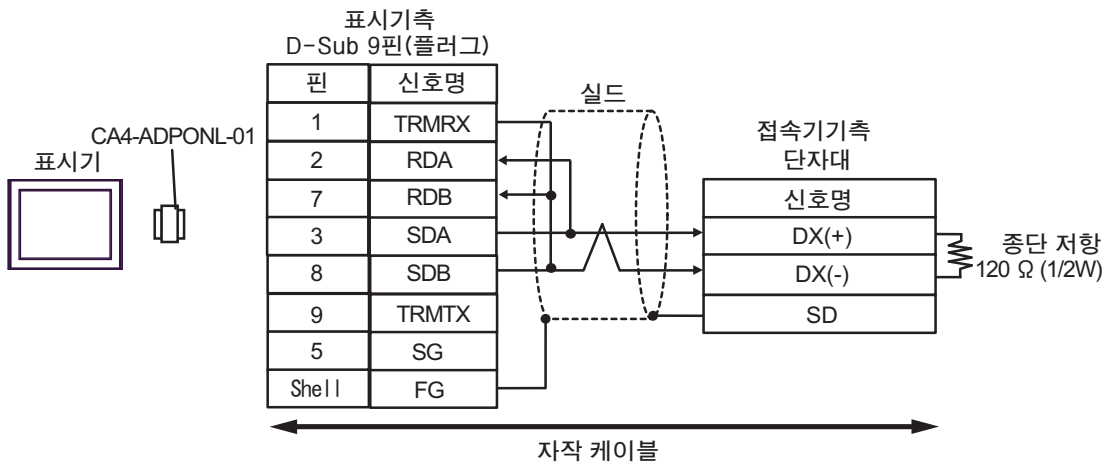 표시기측
D-Sub 9핀(플러그)
핀 신호명
1 TRMRX
2 RDA
7 RDB
3 SDA
8 SDB
9 TRMTX
5 SG
Shell FG
실드
CA4-ADPONL-01
표시기
접속기기측
단자대
신호명
DX(+)
DX(-)
SD
종단 저항
120 Ω (1/2W)
자작 케이블